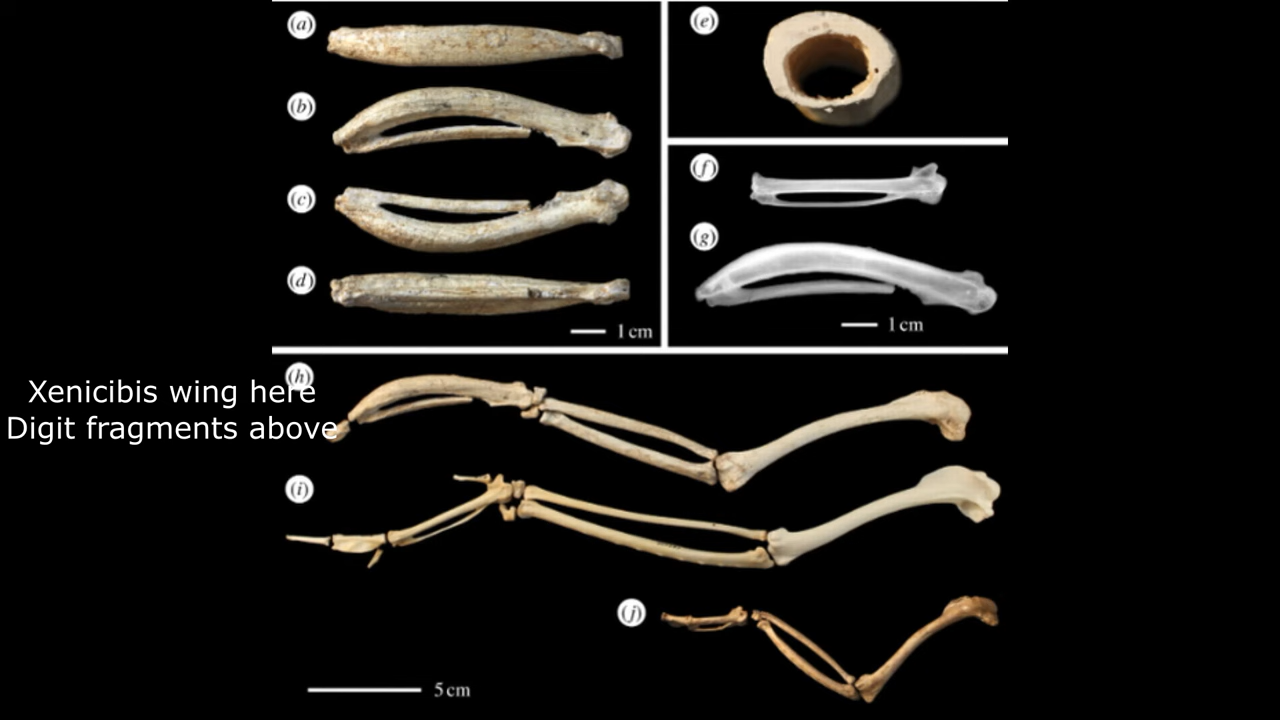 (a)
(b)
(c)
(d)
1 cm
(e)
(f)
(g)
1 cm
(h)
Xenicibis wing here
Digit fragments above
(i)
(j)
5 cm